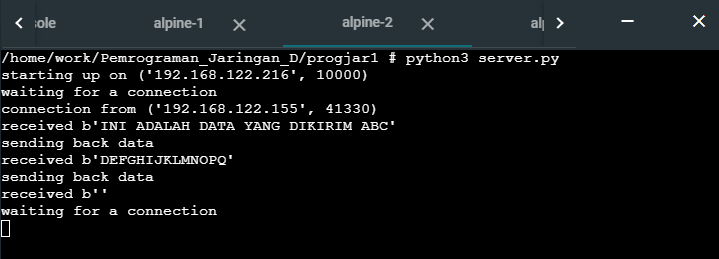 sole
alpine-1
alpine-2
alp
/home/work/Pemrograman_Jaringan_D/progjar1 # python3 server.py
starting up on ('192.168.122.216', 10000)
waiting for a connection
connection from ('192.168.122.155', 41330)
received b'INI ADALAH DATA YANG DIKIRIM ABC'
sending back data
received b'DEFGHIJKLMNOPQ'
sending back data
received b''
waiting for a connection